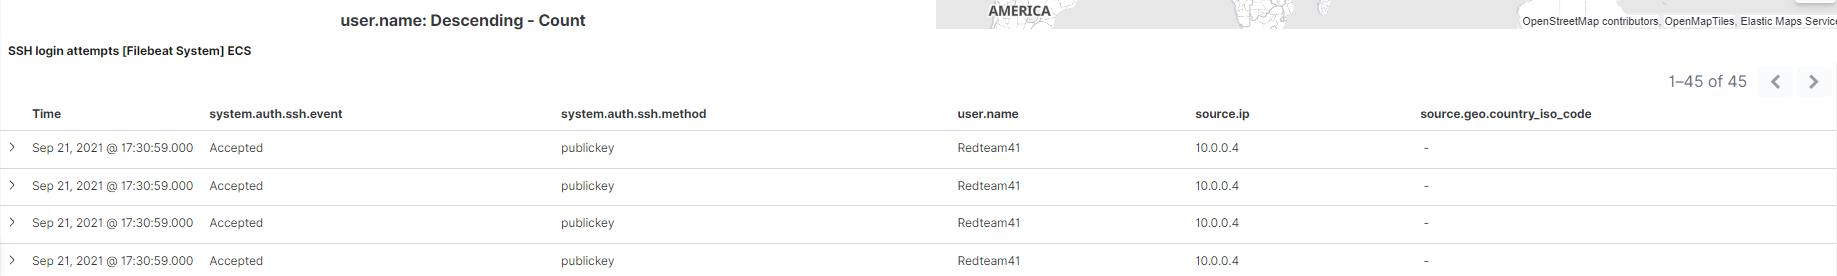 AMERICA
user.name: Descending - Count
OpenStreetMap contributors, OpenMapTiles, Elastic Maps Service
SSH login attempts [Filebeat System] ECS
1–45 of 45
Time system.auth.ssh.event system.auth.ssh.method user.name source.ip source.geo.country_iso_code
Sep 21, 2021 @ 17:30:59.000 Accepted publickey Redteam41 10.0.0.4 -
Sep 21, 2021 @ 17:30:59.000 Accepted publickey Redteam41 10.0.0.4 -
Sep 21, 2021 @ 17:30:59.000 Accepted publickey Redteam41 10.0.0.4 -
Sep 21, 2021 @ 17:30:59.000 Accepted publickey Redteam41 10.0.0.4 -